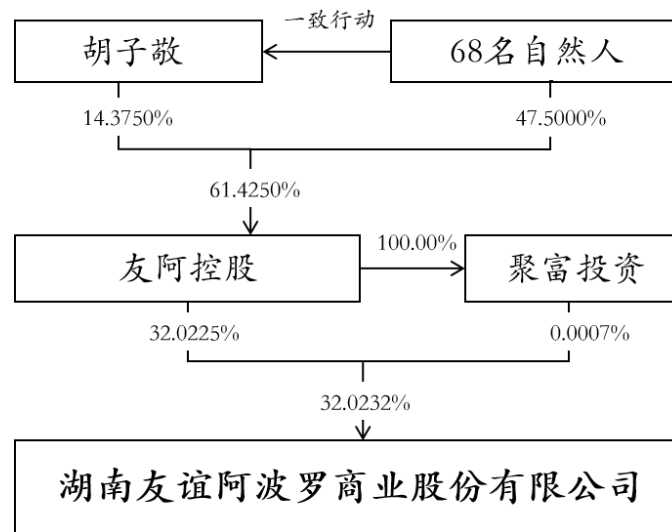 一致行动
胡子敬
68名自然人
14.3750%
47.5000%
61.4250%
友阿控股
100.00%
聚富投资
32.0225%
0.0007%
32.0232%
湖南友谊阿波罗商业股份有限公司